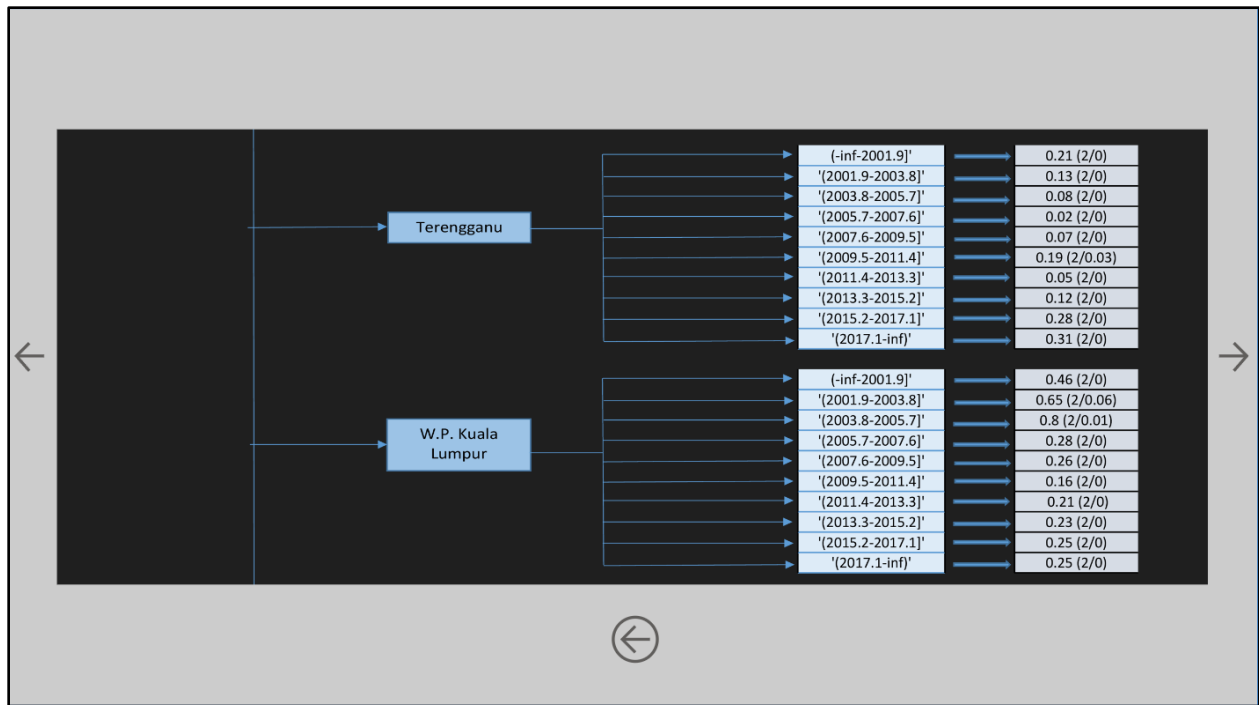 Terengganu
(-inf-2001.9]' 0.21 (2/0)
'(2001.9-2003.8]' 0.13 (2/0)
'(2003.8-2005.7]' 0.08 (2/0)
'(2005.7-2007.6]' 0.02 (2/0)
'(2007.6-2009.5]' 0.07 (2/0)
'(2009.5-2011.4]' 0.19 (2/0.03)
'(2011.4-2013.3]' 0.05 (2/0)
'(2013.3-2015.2]' 0.12 (2/0)
'(2015.2-2017.1]' 0.28 (2/0)
'(2017.1-inf)' 0.31 (2/0)
W.P. Kuala
Lumpur
(-inf-2001.9]' 0.46 (2/0)
'(2001.9-2003.8]' 0.65 (2/0.06)
'(2003.8-2005.7]' 0.8 (2/0.01)
'(2005.7-2007.6]' 0.28 (2/0)
'(2007.6-2009.5]' 0.26 (2/0)
'(2009.5-2011.4]' 0.16 (2/0)
'(2011.4-2013.3]' 0.21 (2/0)
'(2013.3-2015.2]' 0.23 (2/0)
'(2015.2-2017.1]' 0.25 (2/0)
'(2017.1-inf)' 0.25 (2/0)